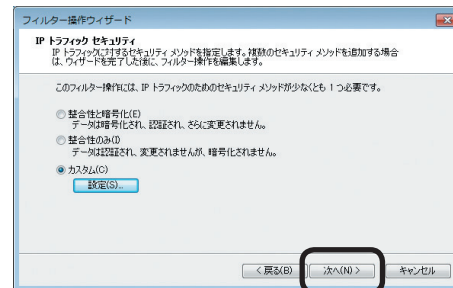 フィルター操作ウィザード
IP トラフィック セキュリティ
IP トラフィックに対するセキュリティ メソッドを指定します。複数のセキュリティ メソッドを追加する場合
は、ウィザードを完了した後に、フィルター操作を編集します。
このフィルター操作には、IP トラフィックのためのセキュリティ メソッドが少なくとも 1 つ必要です。
整合性と暗号化(E)
データは暗号化され、認証され、さらに変更されません。
整合性のみ(I)
データは認証され、変更されませんが、暗号化されません。
カスタム(C)
設定(S)...
< 戻る(B)
次へ(N) >
キャンセル